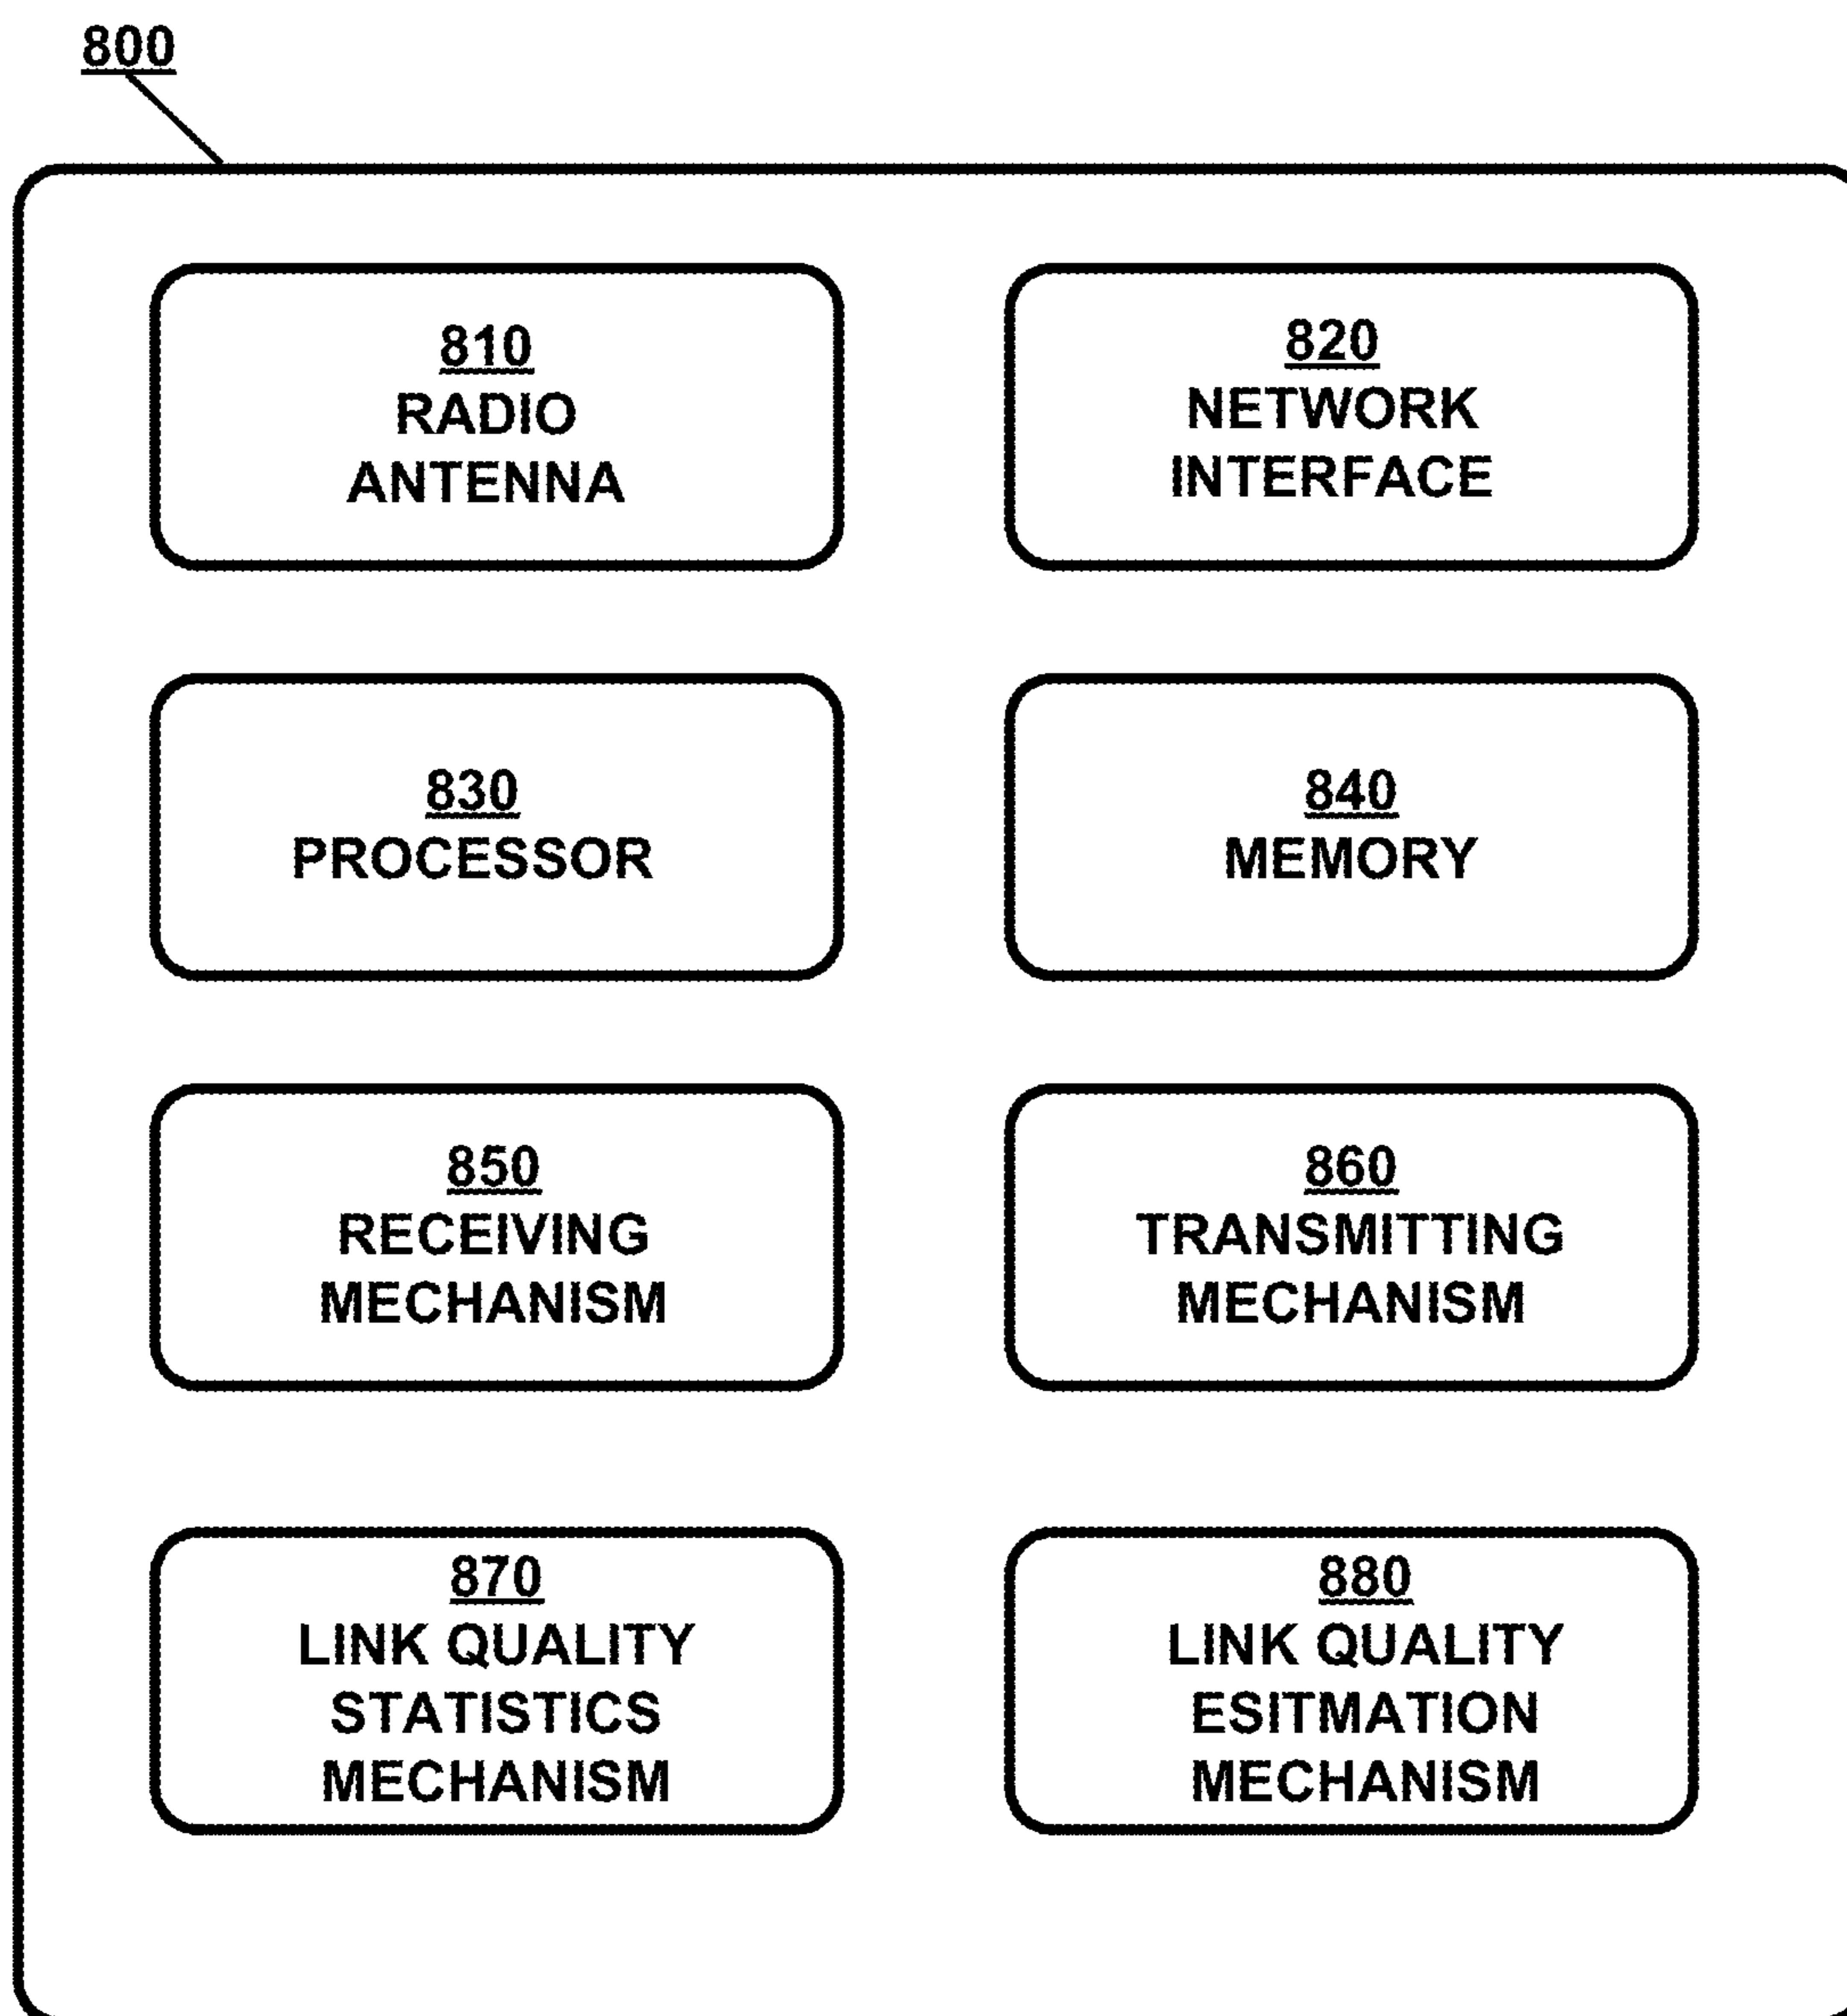 800
810
RADIO
ANTENNA
820
NETWORK
INTERFACE
830
PROCESSOR
840
MEMORY
850
RECEIVING
MECHANISM
860
TRANSMITTING
MECHANISM
870
LINK QUALITY
STATISTICS
MECHANISM
880
LINK QUALITY
ESITMATION
MECHANISM